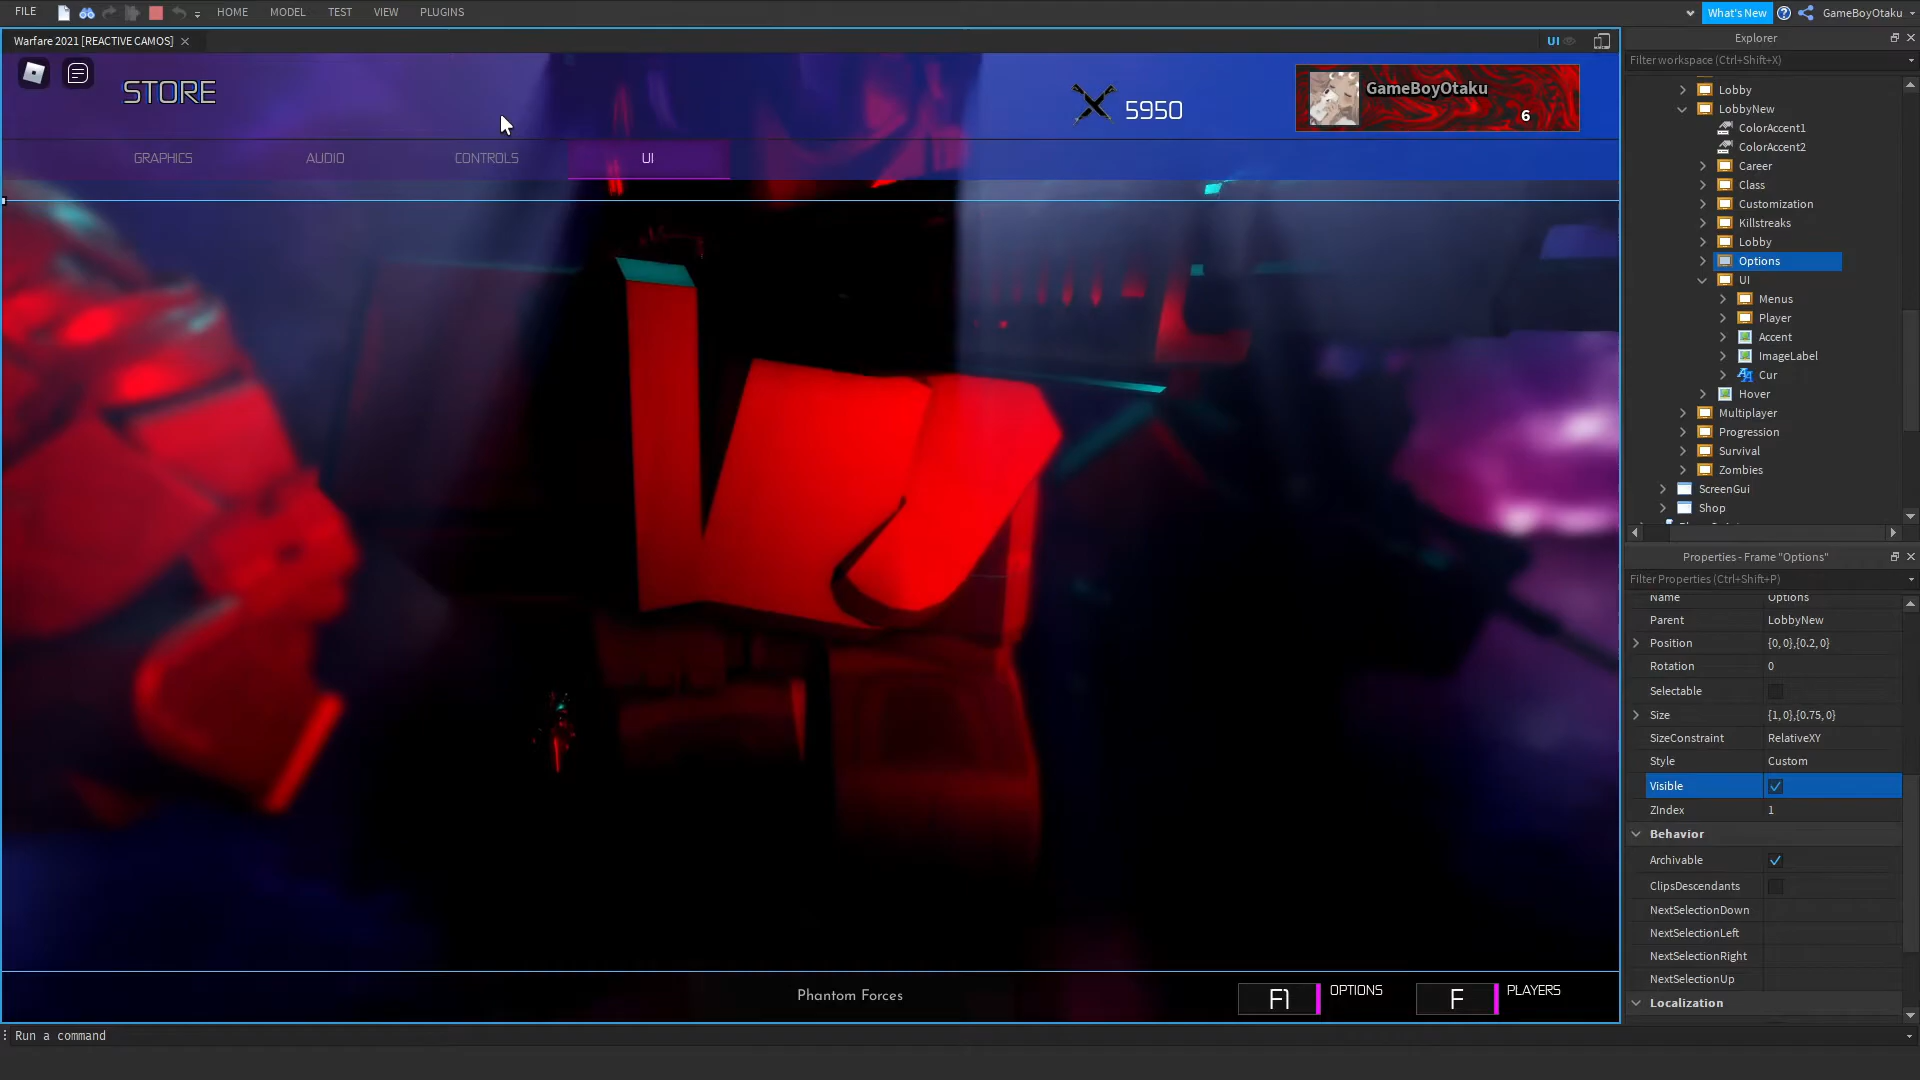 FILE HOME MODEL TEST VIEW PLUGINS What's New GameBoyOtaku
Warfare 2021 [REACTIVE CAMOS] UI
STORE
5950
GameBoyOtaku
6
GRAPHICS AUDIO CONTROLS UI
Phantom Forces
F1 OPTIONS F PLAYERS
Run a command
Explorer
Filter workspace (Ctrl+Shift+X)
Lobby
LobbyNew
ColorAccent1
ColorAccent2
Career
Class
Customization
Killstreaks
Lobby
Options
UI
Menus
Player
Accent
ImageLabel
Cur
Hover
Multiplayer
Progression
Survival
Zombies
ScreenGui
Shop
Properties - Frame "Options"
Filter Properties (Ctrl+Shift+P)
Name Options
Parent LobbyNew
Position {0, 0},{0.2, 0}
Rotation 0
Selectable
Size {1, 0},{0.75, 0}
SizeConstraint RelativeXY
Style Custom
Visible
ZIndex 1
Behavior
Archivable
ClipsDescendants
NextSelectionDown
NextSelectionLeft
NextSelectionRight
NextSelectionUp
Localization